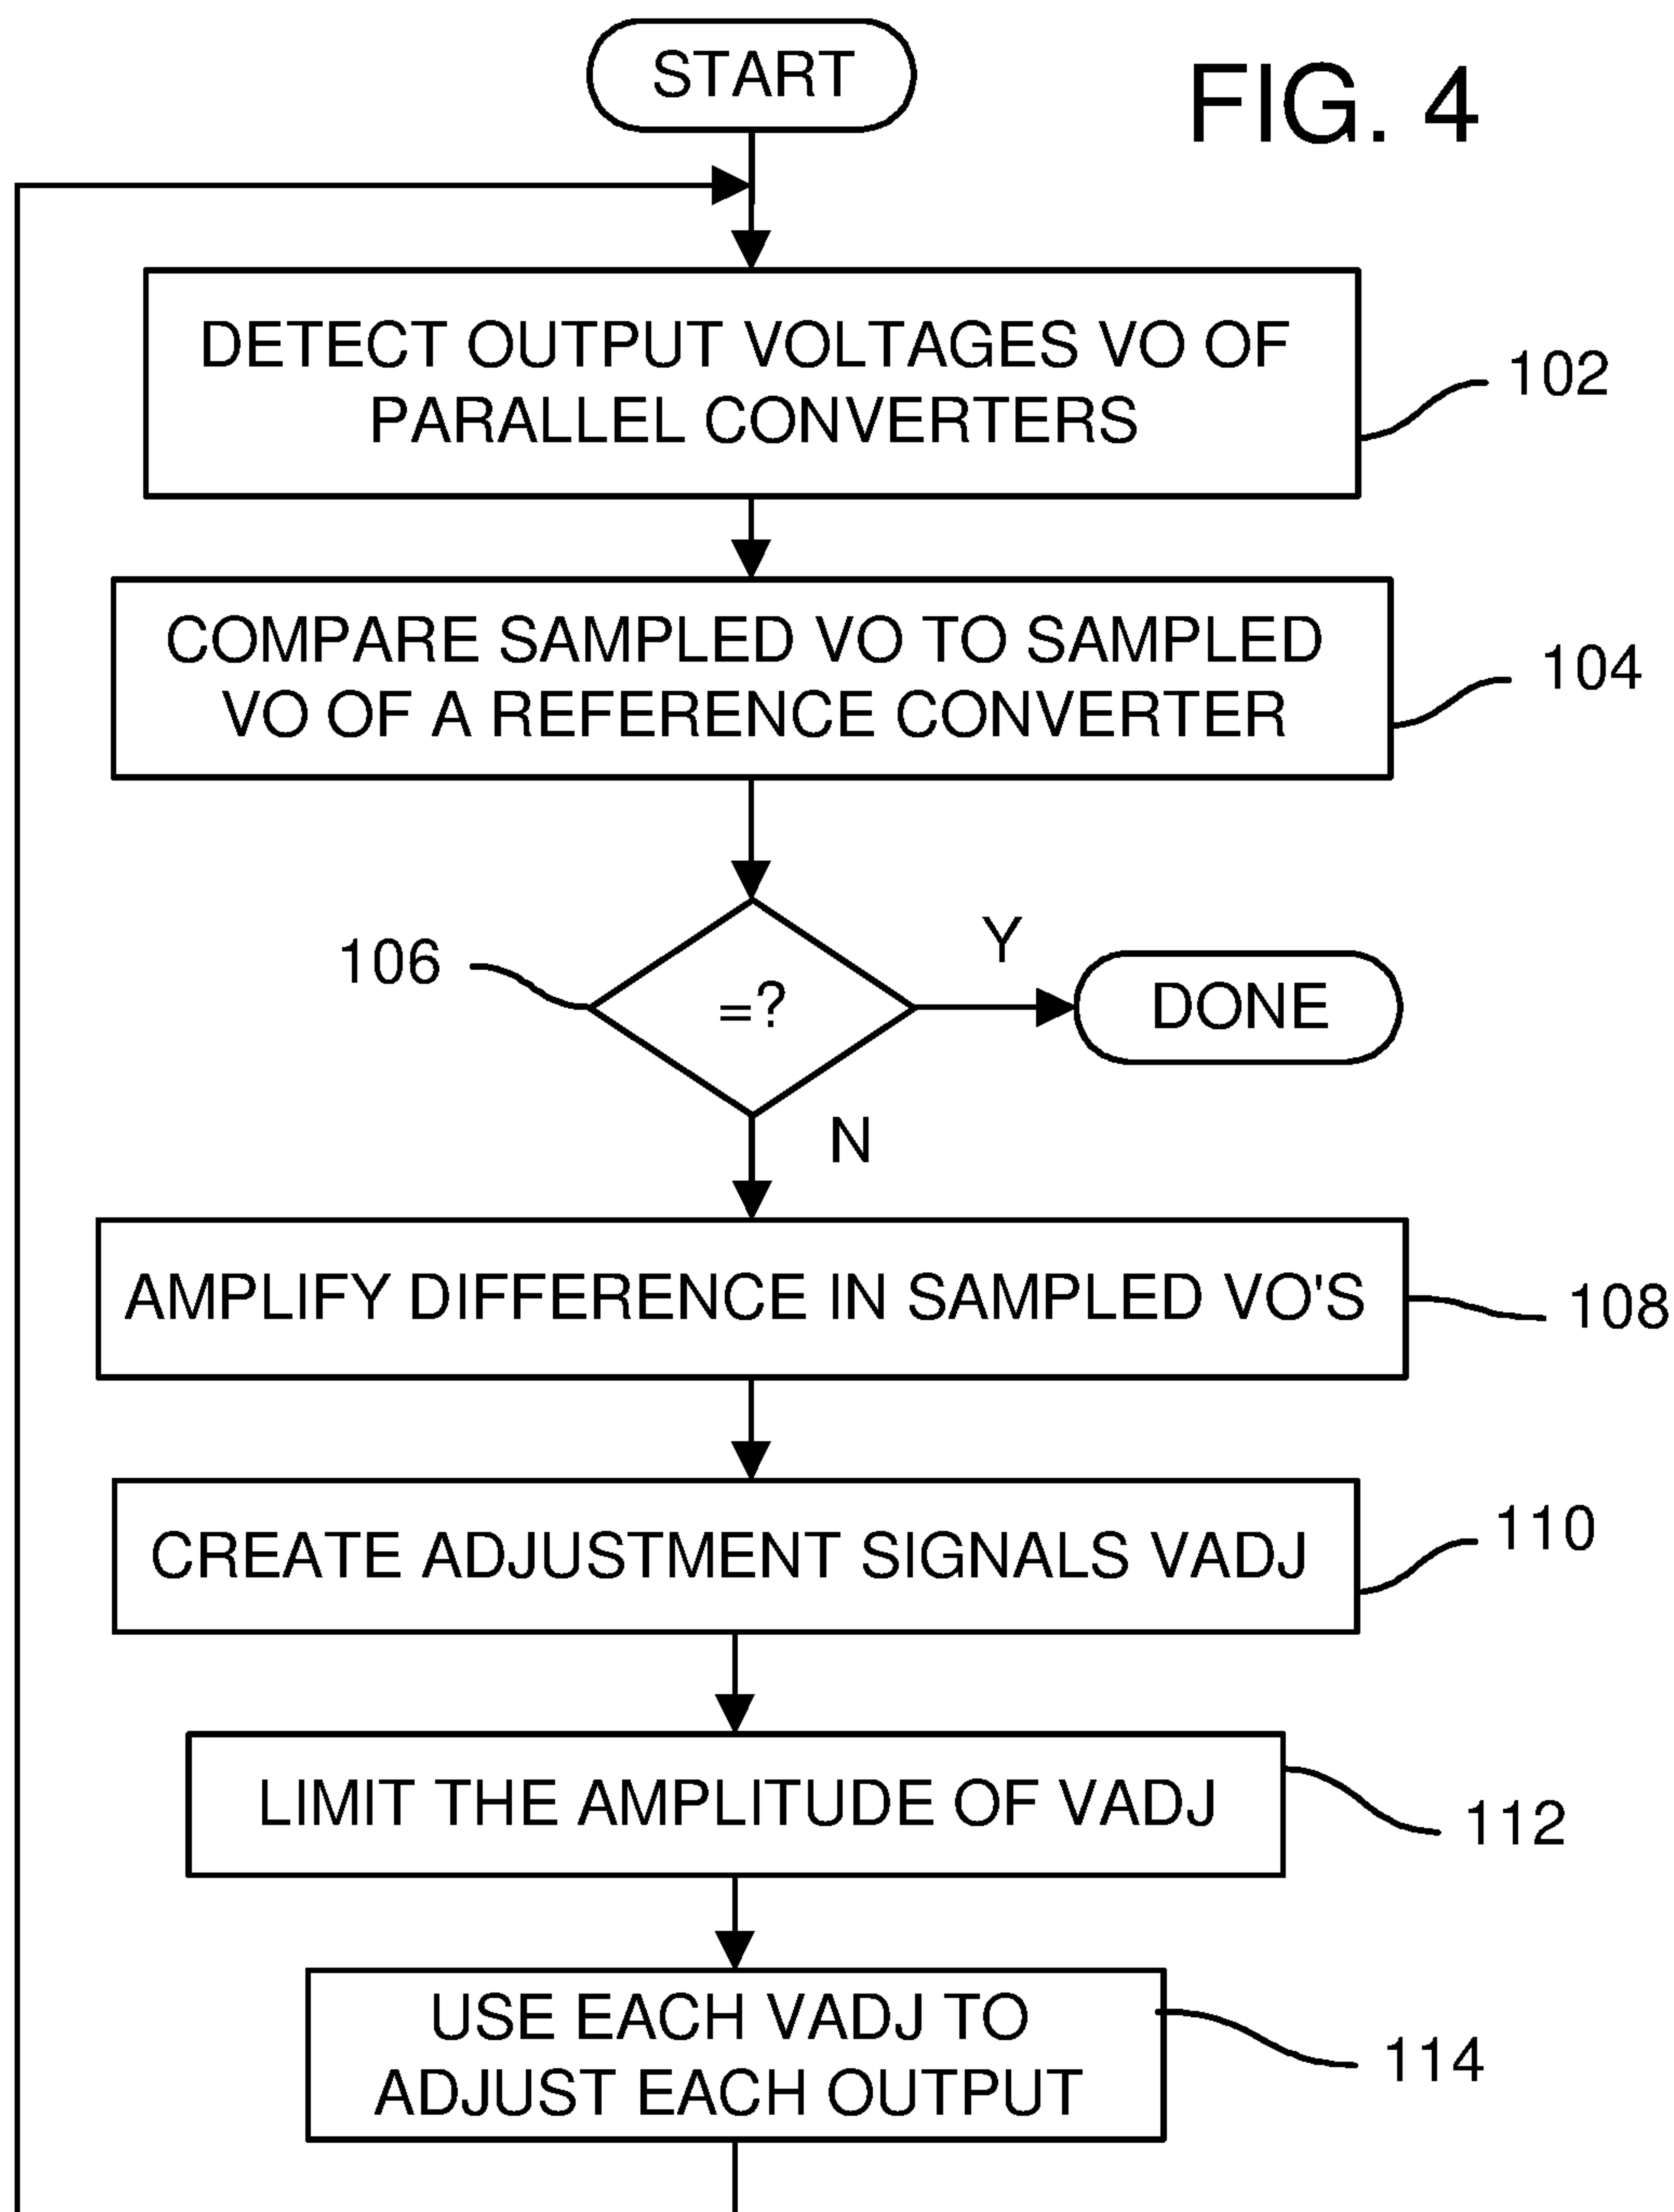 START
FIG. 4
DETECT OUTPUT VOLTAGES VO OF
PARALLEL CONVERTERS
102
COMPARE SAMPLED VO TO SAMPLED
VO OF A REFERENCE CONVERTER
104
106
=?
Y
DONE
N
AMPLIFY DIFFERENCE IN SAMPLED VO'S
108
CREATE ADJUSTMENT SIGNALS VADJ
110
LIMIT THE AMPLITUDE OF VADJ
112
USE EACH VADJ TO
ADJUST EACH OUTPUT
114